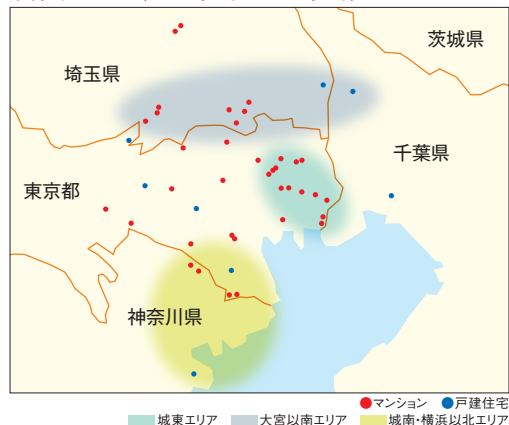 茨城県
埼玉県
千葉県
東京都
神奈川県
●マンション ●戸建住宅
城東エリア 大宮以南エリア 城南・横浜以北エリア